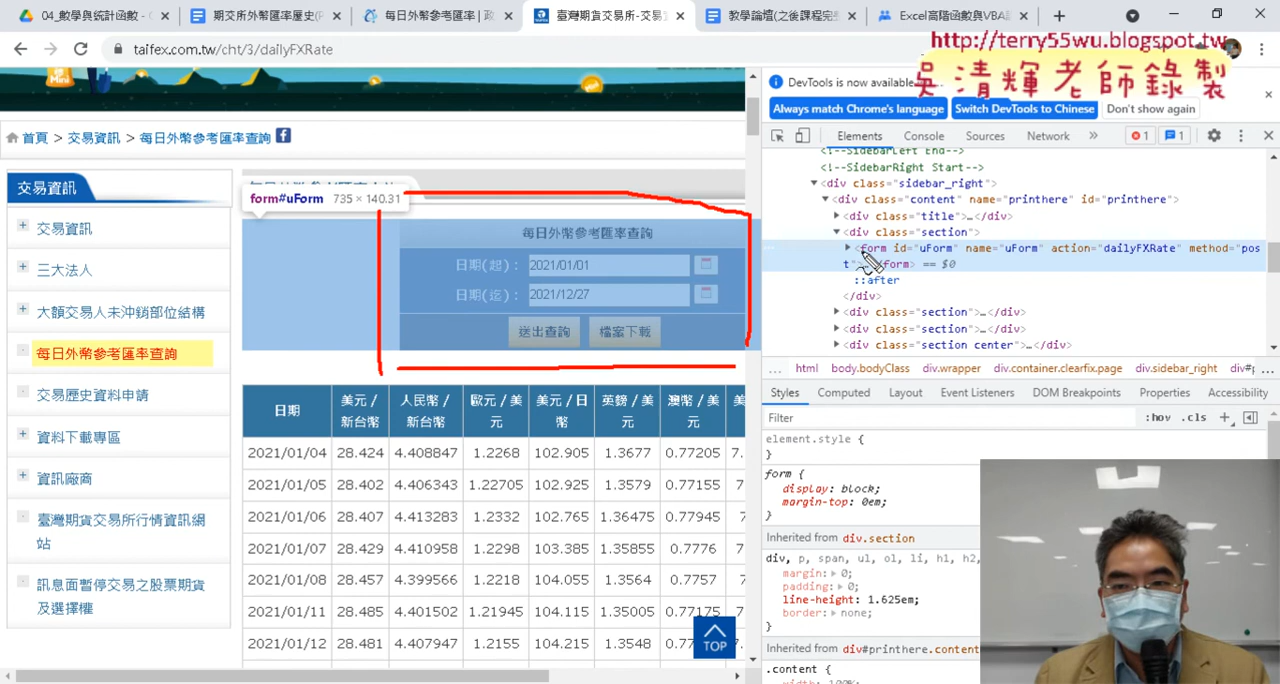 04_數學與統計函數 -
期交所外幣匯率歷史(P
每日外幣參考匯率 | 政
臺灣期貨交易所-交易
教學論壇(之後課程完
Excel高階函數與VBA
taifex.com.tw/cht/3/dailyFXRate
http://terry55wu.blogspot.tw
吳清輝老師錄製
Mini
首頁 > 交易資訊 > 每日外幣參考匯率查詢
交易資訊
交易資訊
三大法人
大額交易人未沖銷部位結構
每日外幣參考匯率查詢
交易歷史資料申請
資料下載專區
資訊廠商
臺灣期貨交易所行情資訊網
站
訊息面暫停交易之股票期貨
及選擇權
form#uForm 735 × 140.31
每日外幣參考匯率查詢
日期(起)： 2021/01/01
日期(迄)： 2021/12/27
送出查詢 檔案下載
日期 美元 / 新台幣 人民幣 / 新台幣 歐元 / 美元 美元 / 日幣 英鎊 / 美元 澳幣 / 美元
2021/01/04 28.424 4.408847 1.2268 102.905 1.3677 0.77205 7.
2021/01/05 28.402 4.406343 1.22705 102.925 1.3579 0.77155 7
2021/01/06 28.407 4.413283 1.2332 102.765 1.36475 0.77945 7
2021/01/07 28.429 4.410958 1.2298 103.385 1.35855 0.7776 7
2021/01/08 28.457 4.399566 1.2218 104.055 1.3564 0.7757 7
2021/01/11 28.485 4.401502 1.21945 104.115 1.35005 0.77175
2021/01/12 28.481 4.407947 1.2155 104.215 1.3548
TOP
DevTools is now available
Always match Chrome's language Switch DevTools to Chinese Don't show again
Elements Console Sources Network » 1 1
<!--SidebarLeft End-->
<!--SidebarRight Start-->
<div class="sidebar_right">
<div class="content" name="printhere" id="printhere">
<div class="title">…</div>
<div class="section">
<form id="uForm" name="uForm" action="dailyFXRate" method="pos
t">…</form> == $0
::after
</div>
<div class="section">…</div>
<div class="section">…</div>
<div class="section center">…</div>
... html body.bodyClass div.wrapper div.container.clearfix.page div.sidebar_right div#p ...
Styles Computed Layout Event Listeners DOM Breakpoints Properties Accessibility
Filter :hov .cls +
element.style {
}
form {
display: block;
margin-top: 0em;
}
Inherited from div.section
div, p, span, ul, ol, li, h1, h2,
margin: 0;
padding: 0;
line-height: 1.625em;
border: none;
}
Inherited from div#printhere.content
.content {
width: 100%